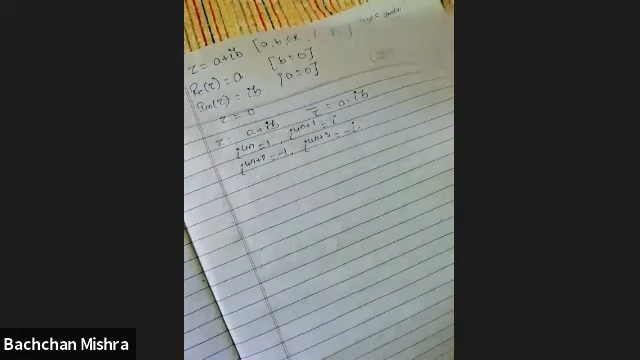 z = a+ib [a, b, ∈R
Re(z) = a [b=0]
Im(z) = ib [a=0]
z = 0
z = a+ib z̄ = a-ib
i^4n = 1, i^4n+1 = i
i^4n+2 = -1, i^4n+3 = -i.
Bachchan Mishra